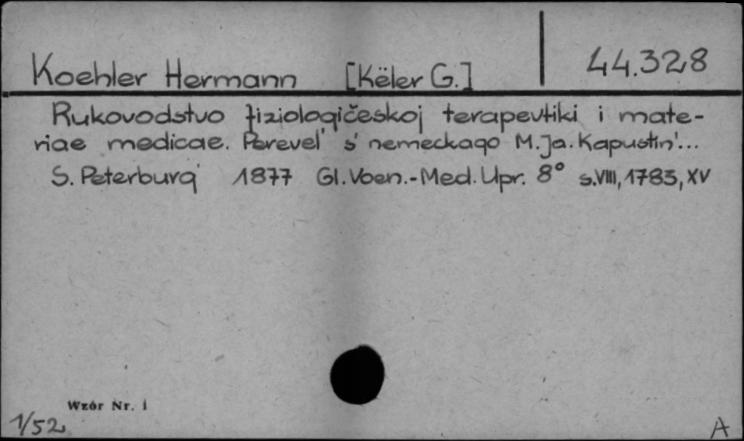 Koehler Hermann [Këler G.] 44.328
Rukovodstvo fiziologičeskoj terapevtiki i mate-
riae medicae. Perevel' s' nemeckago M.Ja. Kapustin'...
S. Peterburg' 1877 Gl. Voen.-Med. Upr. 8° s.VIII, 1783, XV
Wzór Nr. 1
1/52 A